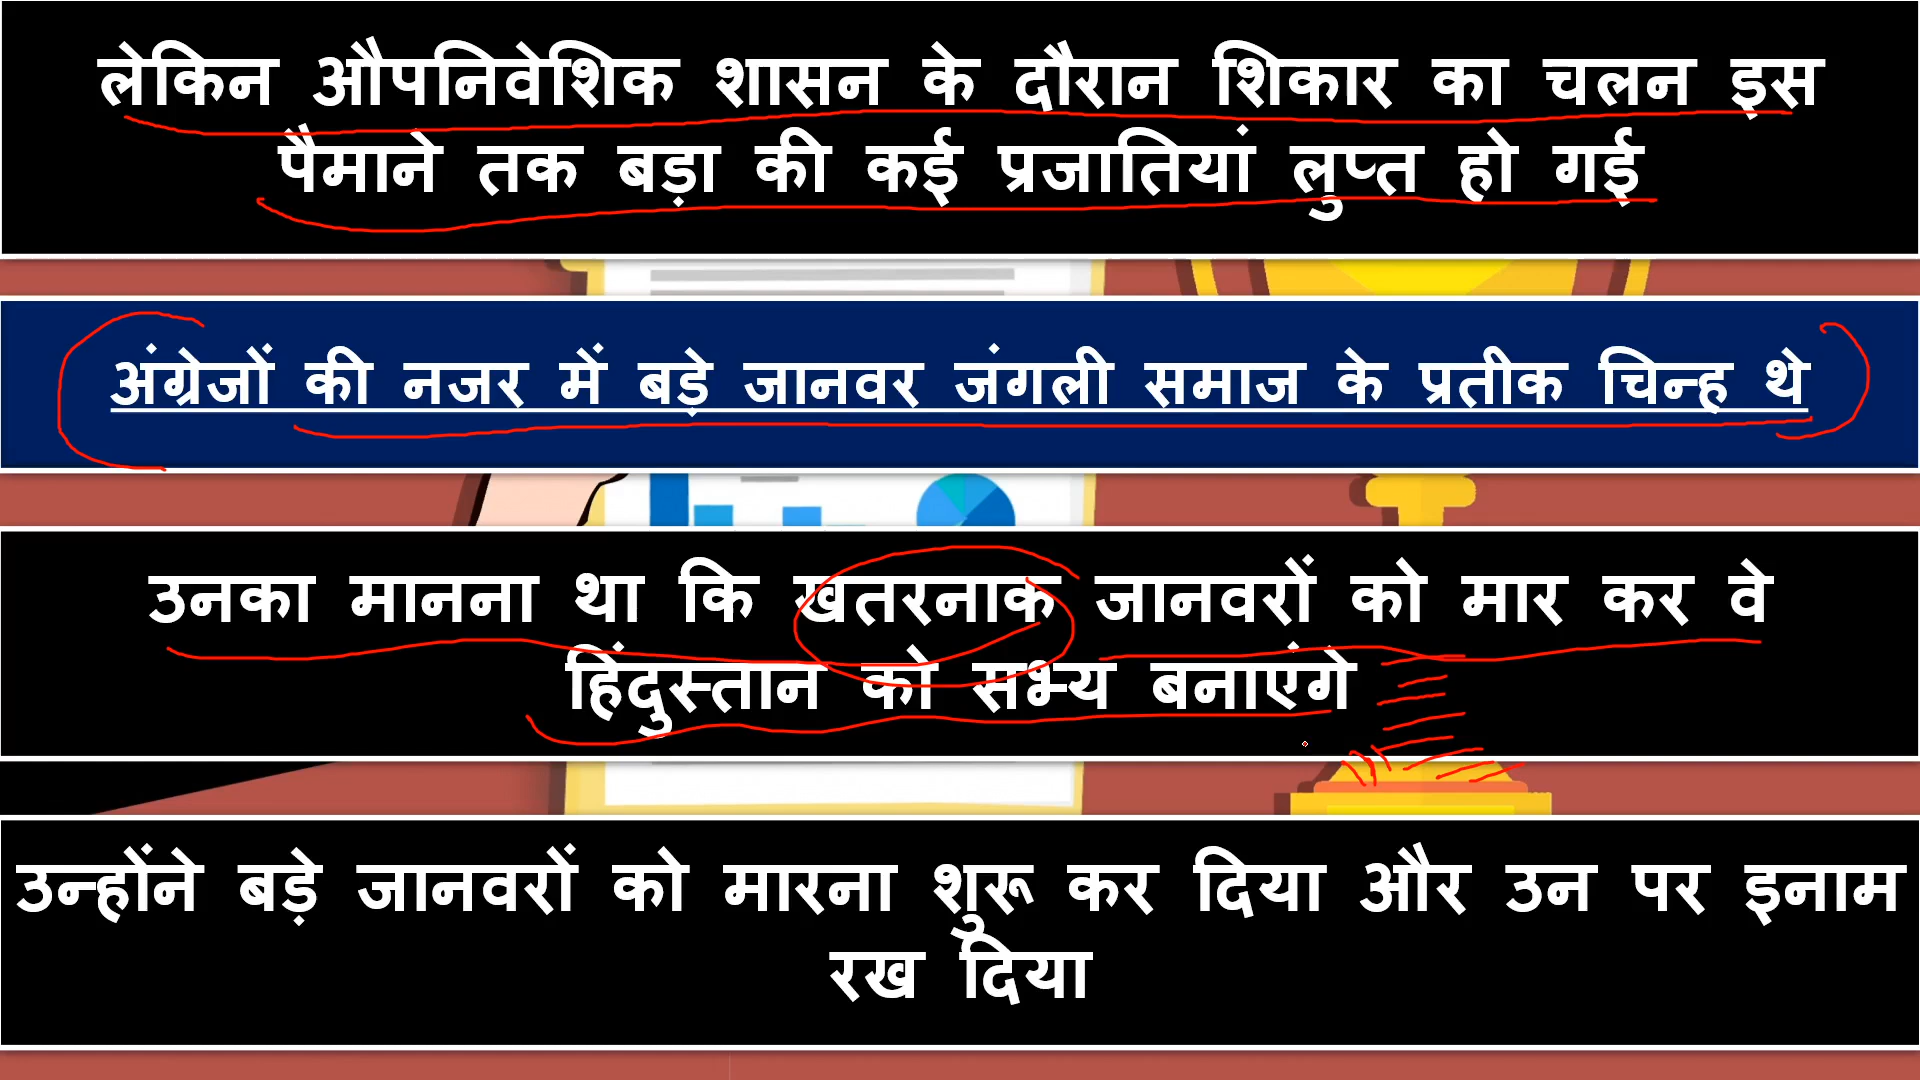 लेकिन औपनिवेशिक शासन के दौरान शिकार का चलन इस
पैमाने तक बड़ा की कई प्रजातियां लुप्त हो गई
अंग्रेजों की नजर में बड़े जानवर जंगली समाज के प्रतीक चिन्ह थे
उनका मानना था कि खतरनाक जानवरों को मार कर वे
हिंदुस्तान को सभ्य बनाएंगे
उन्होंने बड़े जानवरों को मारना शुरू कर दिया और उन पर इनाम
रख दिया